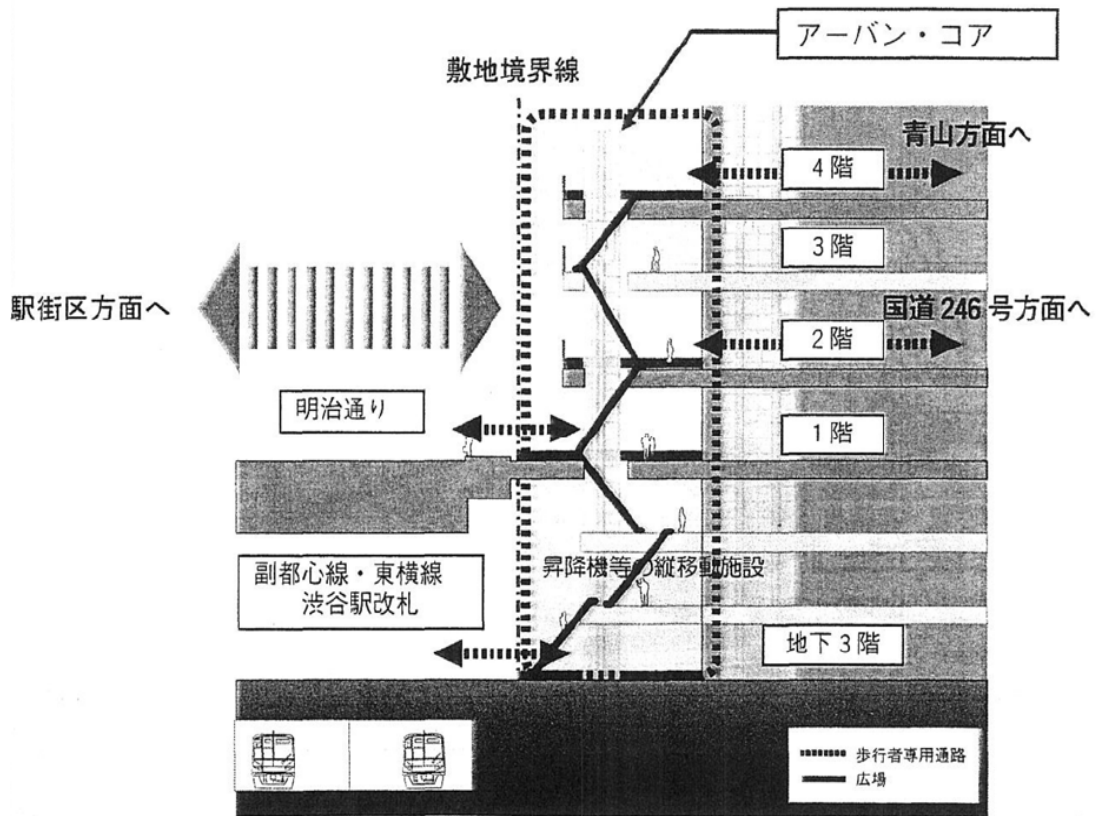 アーバン・コア
敷地境界線
青山方面へ
4階
3階
駅街区方面へ
国道246号方面へ
2階
明治通り
1階
副都心線・東横線
渋谷駅改札
昇降機等の縦移動施設
地下3階
歩行者専用通路
広場